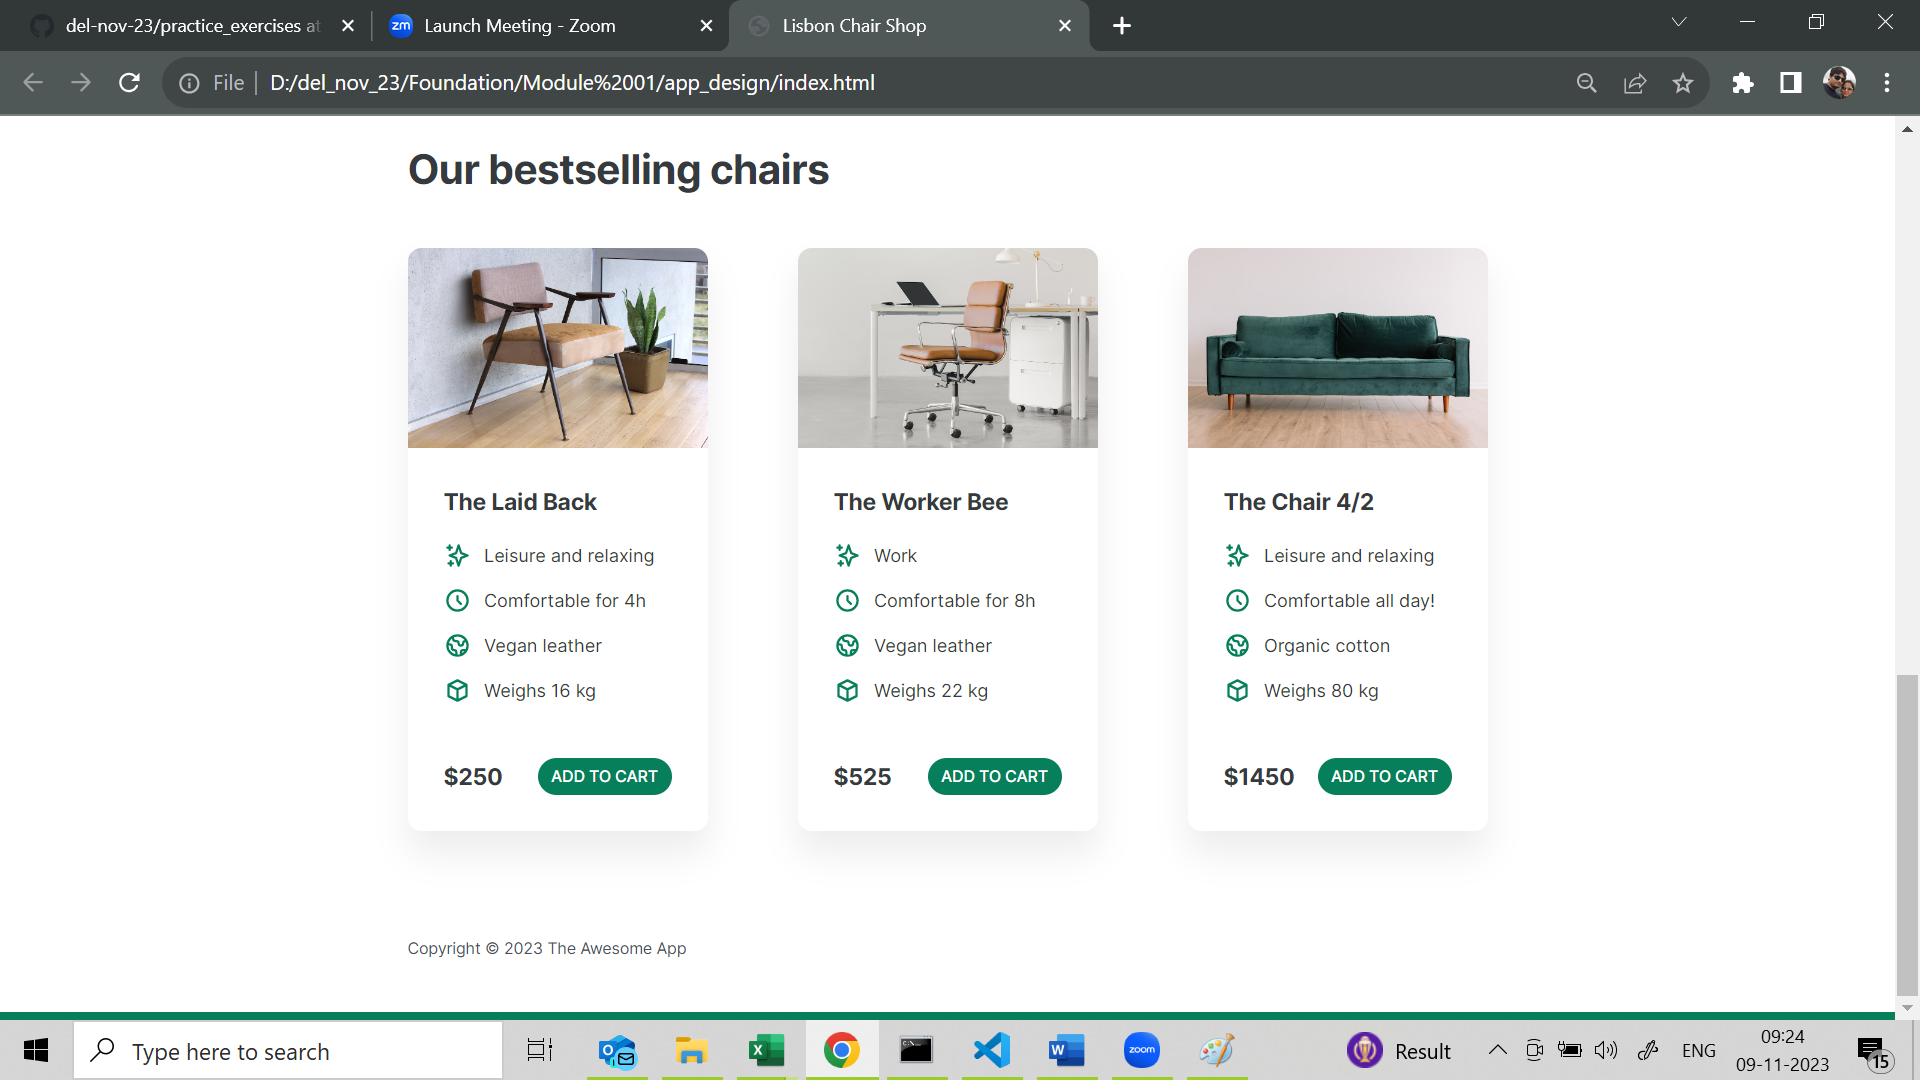 del-nov-23/practice_exercises at
Launch Meeting - Zoom
Lisbon Chair Shop
File
D:/del_nov_23/Foundation/Module%2001/app_design/index.html
Our bestselling chairs
The Laid Back
Leisure and relaxing
Comfortable for 4h
Vegan leather
Weighs 16 kg
$250
ADD TO CART
The Worker Bee
Work
Comfortable for 8h
Vegan leather
Weighs 22 kg
$525
ADD TO CART
The Chair 4/2
Leisure and relaxing
Comfortable all day!
Organic cotton
Weighs 80 kg
$1450
ADD TO CART
Copyright © 2023 The Awesome App
Type here to search
zoom
Result
ENG
09:24
09-11-2023
15